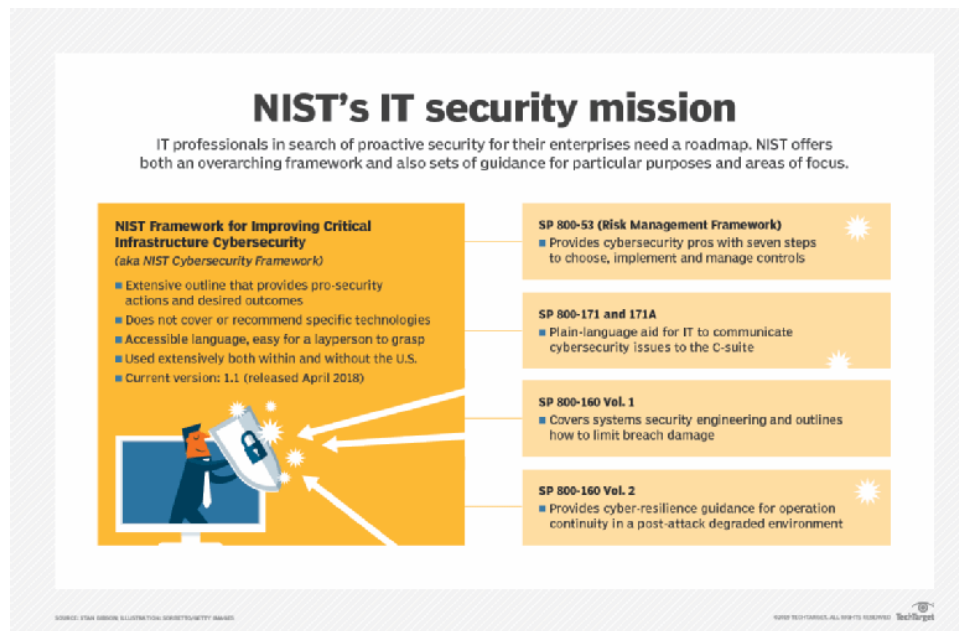 NIST's IT security mission
IT professionals in search of proactive security for their enterprises need a roadmap. NIST offers
both an overarching framework and also sets of guidance for particular purposes and areas of focus.
NIST Framework for Improving Critical
Infrastructure Cybersecurity
(aka NIST Cybersecurity Framework)
Extensive outline that provides pro-security
actions and desired outcomes
Does not cover or recommend specific technologies
Accessible language, easy for a layperson to grasp
Used extensively both within and without the U.S.
Current version: 1.1 (released April 2018)
SP 800-53 (Risk Management Framework)
Provides cybersecurity pros with seven steps
to choose, implement and manage controls
SP 800-171 and 171A
Plain-language aid for IT to communicate
cybersecurity issues to the C-suite
SP 800-160 Vol. 1
Covers systems security engineering and outlines
how to limit breach damage
SP 800-160 Vol. 2
Provides cyber-resilience guidance for operation
continuity in a post-attack degraded environment
TECHTARGET. ALL RIGHTS RESERVED TechTarget